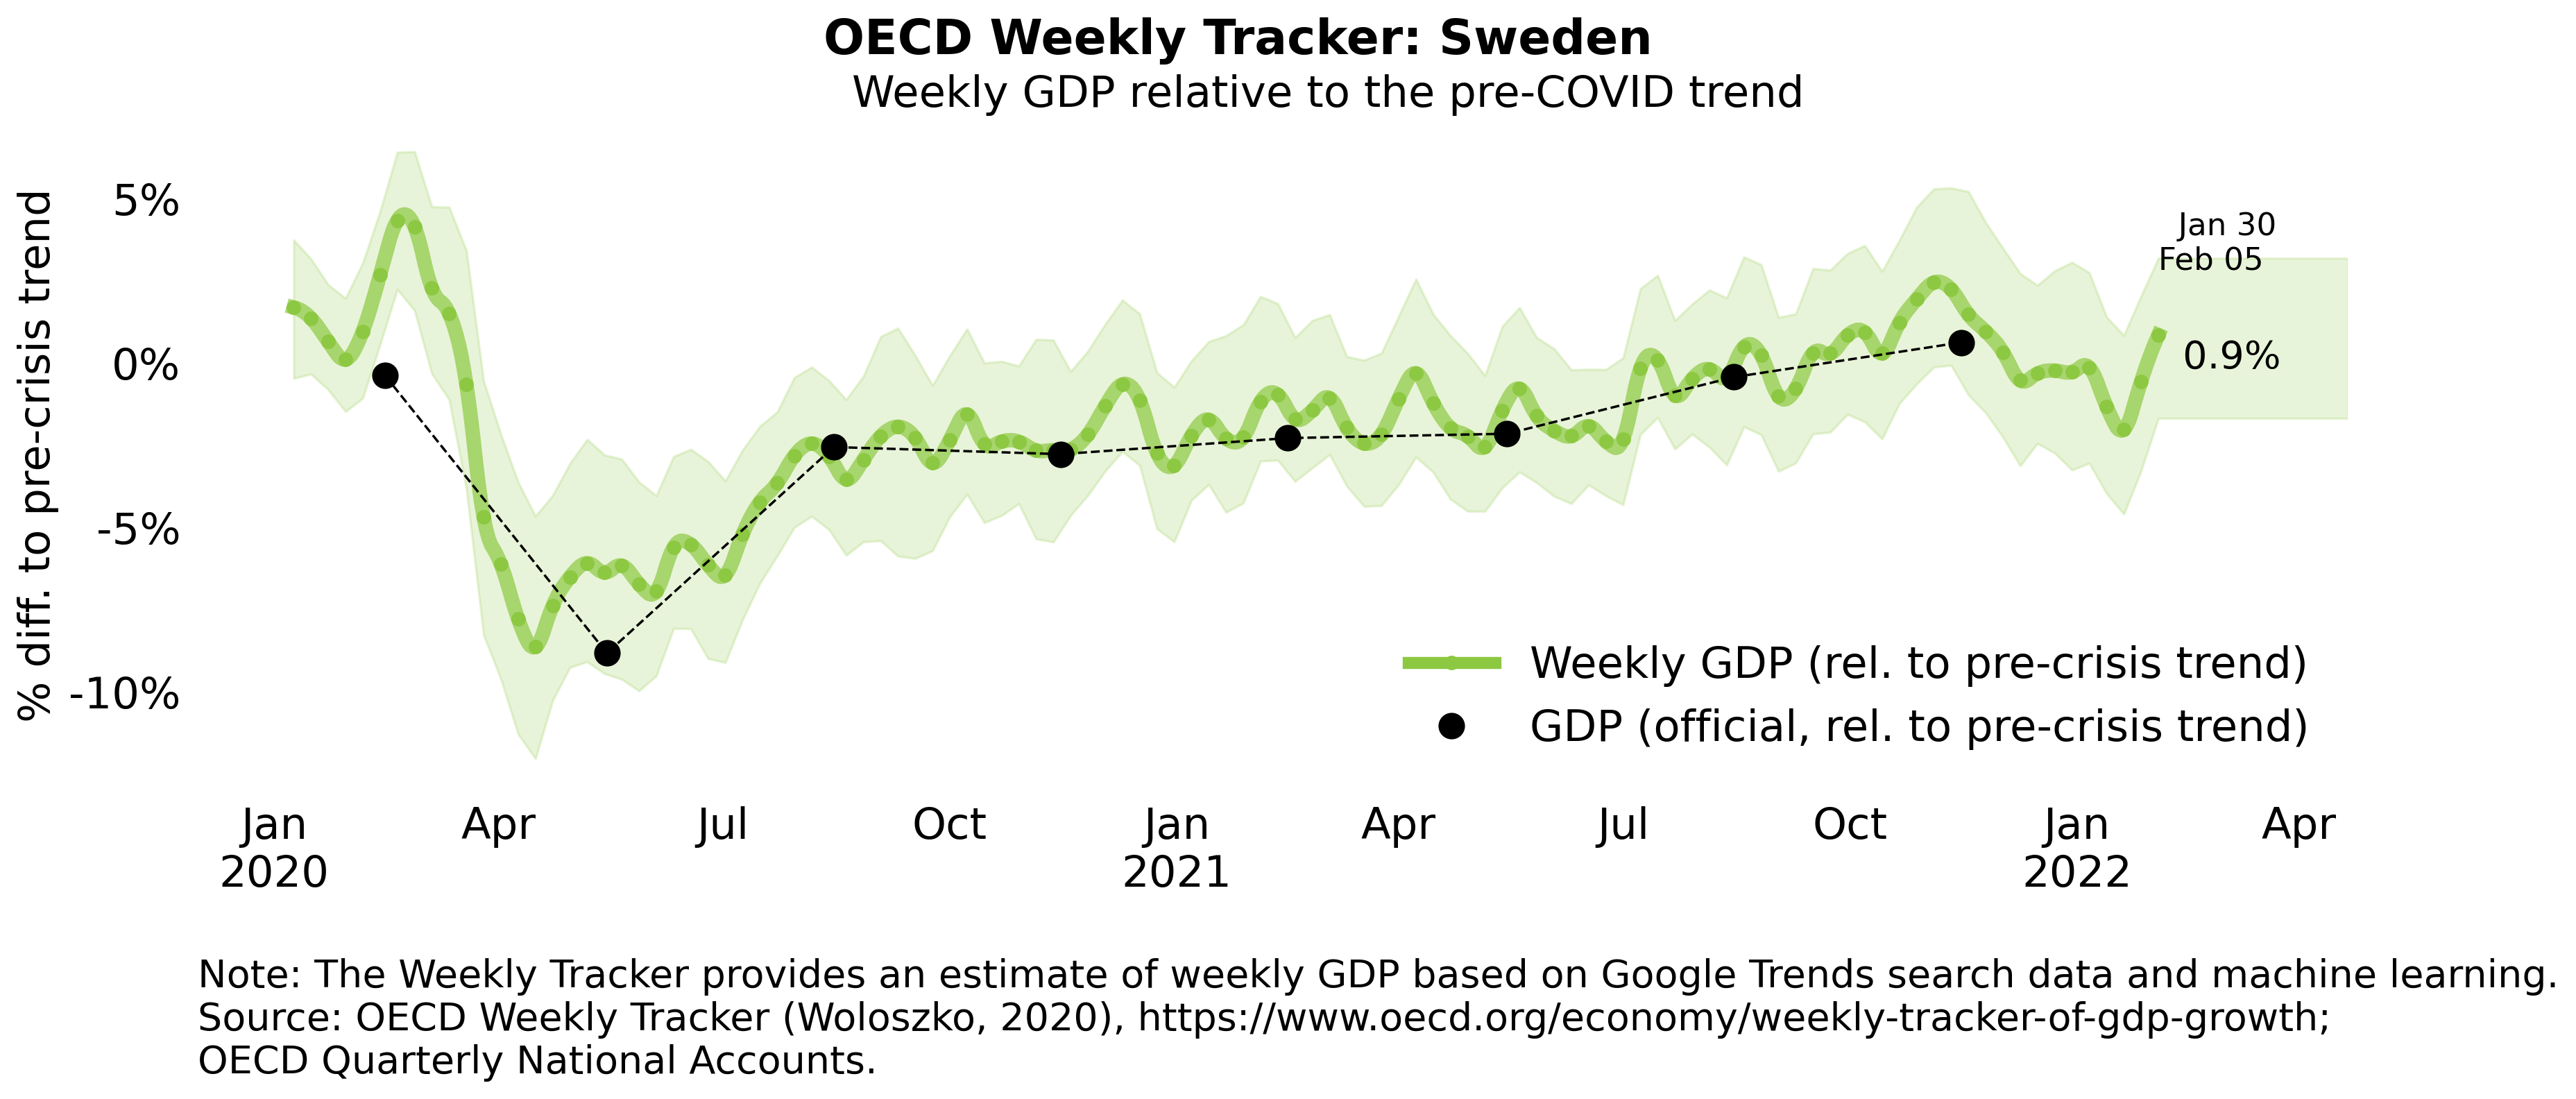 OECD Weekly Tracker: Sweden
Weekly GDP relative to the pre-COVID trend
% diff. to pre-crisis trend
5%
0%
-5%
-10%
Jan 30
Feb 05
0.9%
Weekly GDP (rel. to pre-crisis trend)
GDP (official, rel. to pre-crisis trend)
Jan Apr Jul Oct Jan Apr Jul Oct Jan Apr
2020 2021 2022
Note: The Weekly Tracker provides an estimate of weekly GDP based on Google Trends search data and machine learning.
Source: OECD Weekly Tracker (Woloszko, 2020), https://www.oecd.org/economy/weekly-tracker-of-gdp-growth;
OECD Quarterly National Accounts.